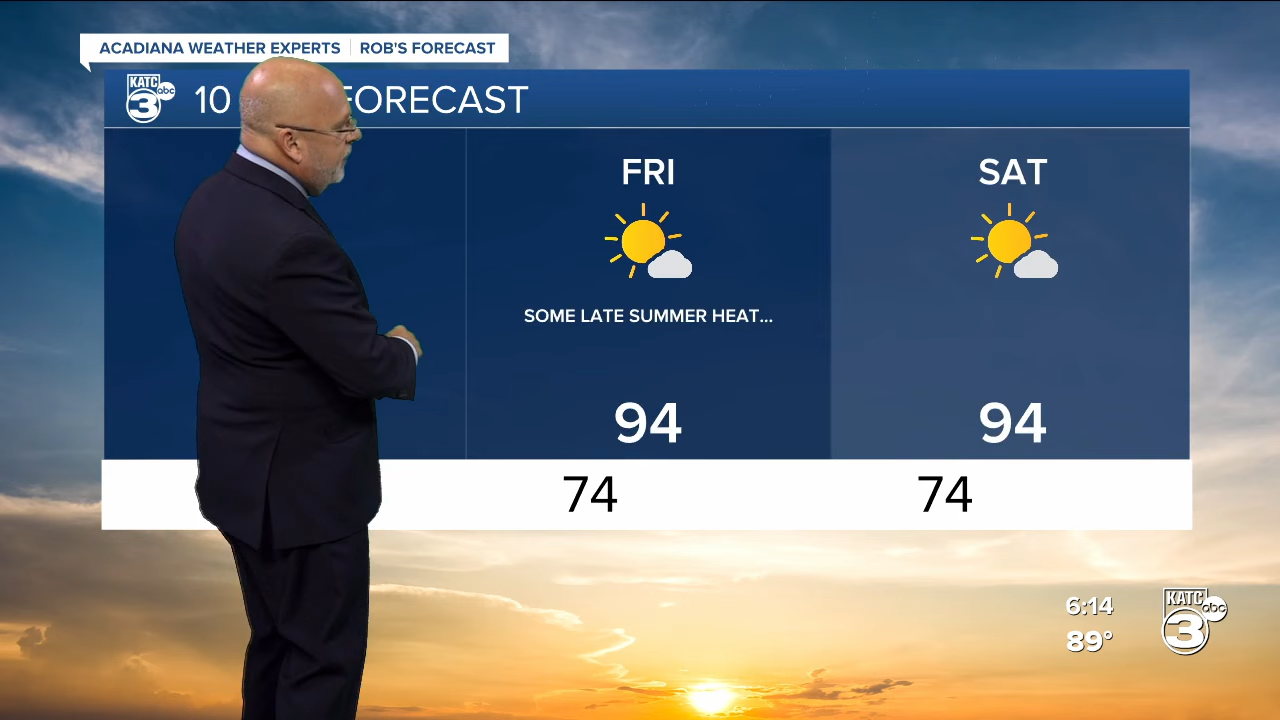 ACADIANA WEATHER EXPERTS | ROB'S FORECAST
KATC abc 3
10 FORECAST
FRI
SAT
SOME LATE SUMMER HEAT...
94
94
74
74
6:14
89°
KATC abc 3